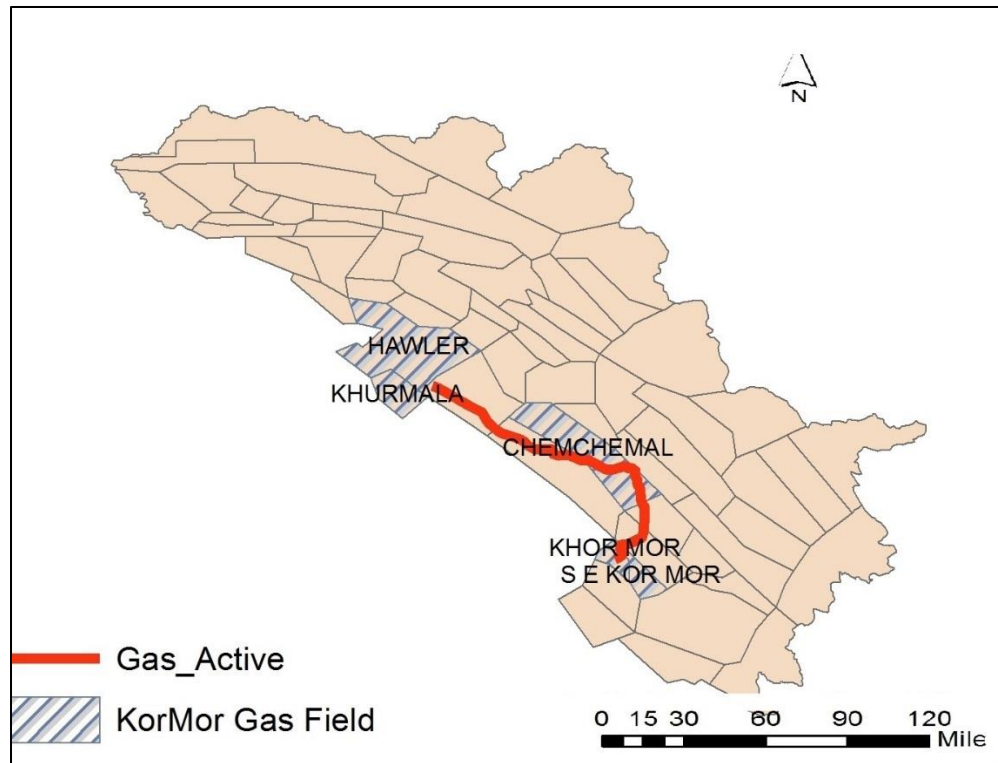 N
HAWLER
KHURMALA
CHEMCHEMAL
KHOR MOR
S E KOR MOR
Gas_Active
KorMor Gas Field
0 15 30 60 90 120
Mile